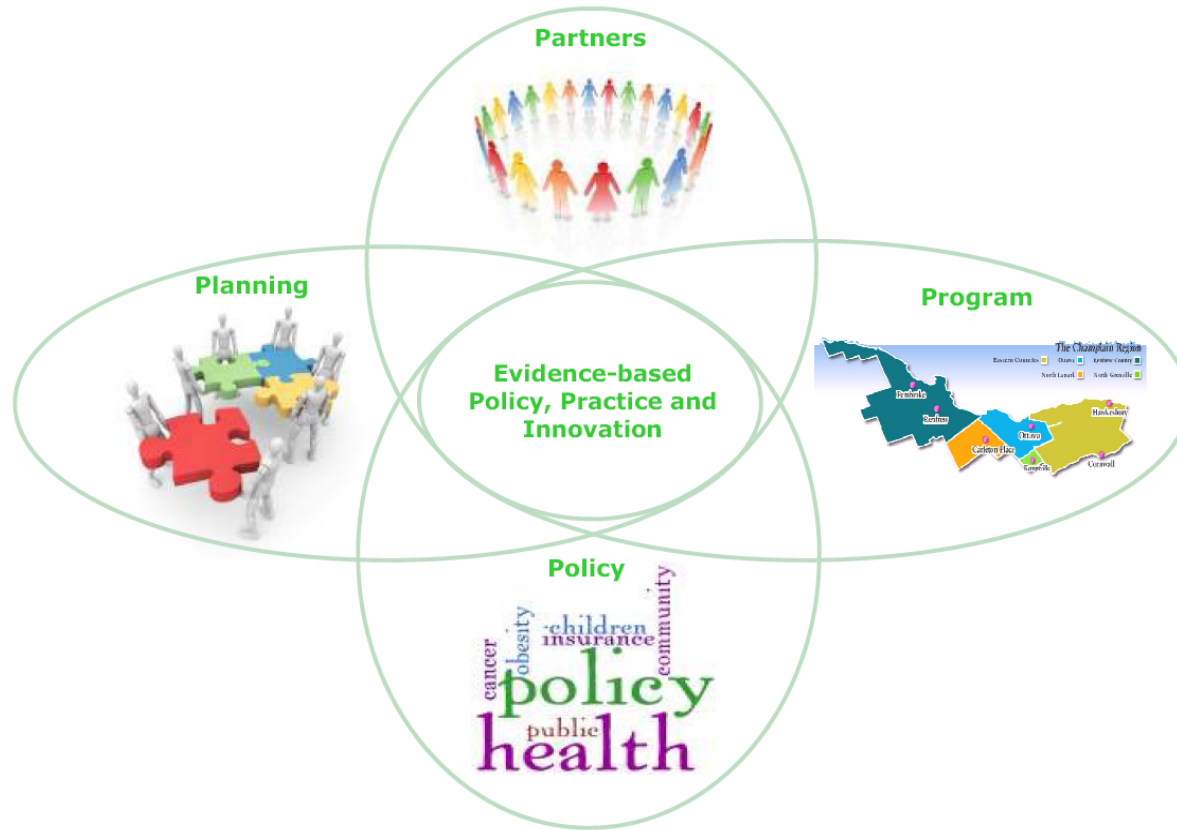 Partners
Planning
Program
The Champlain Region
Eastern Counties Ottawa Renfrew County
North Lanark North Grenville
Pembroke
Renfrew
Hawkesbury
Ottawa
Carleton Place
Kemptville
Cornwall
Evidence-based
Policy, Practice and
Innovation
Policy
community
children
insurance
obesity
cancer
policy
public
health